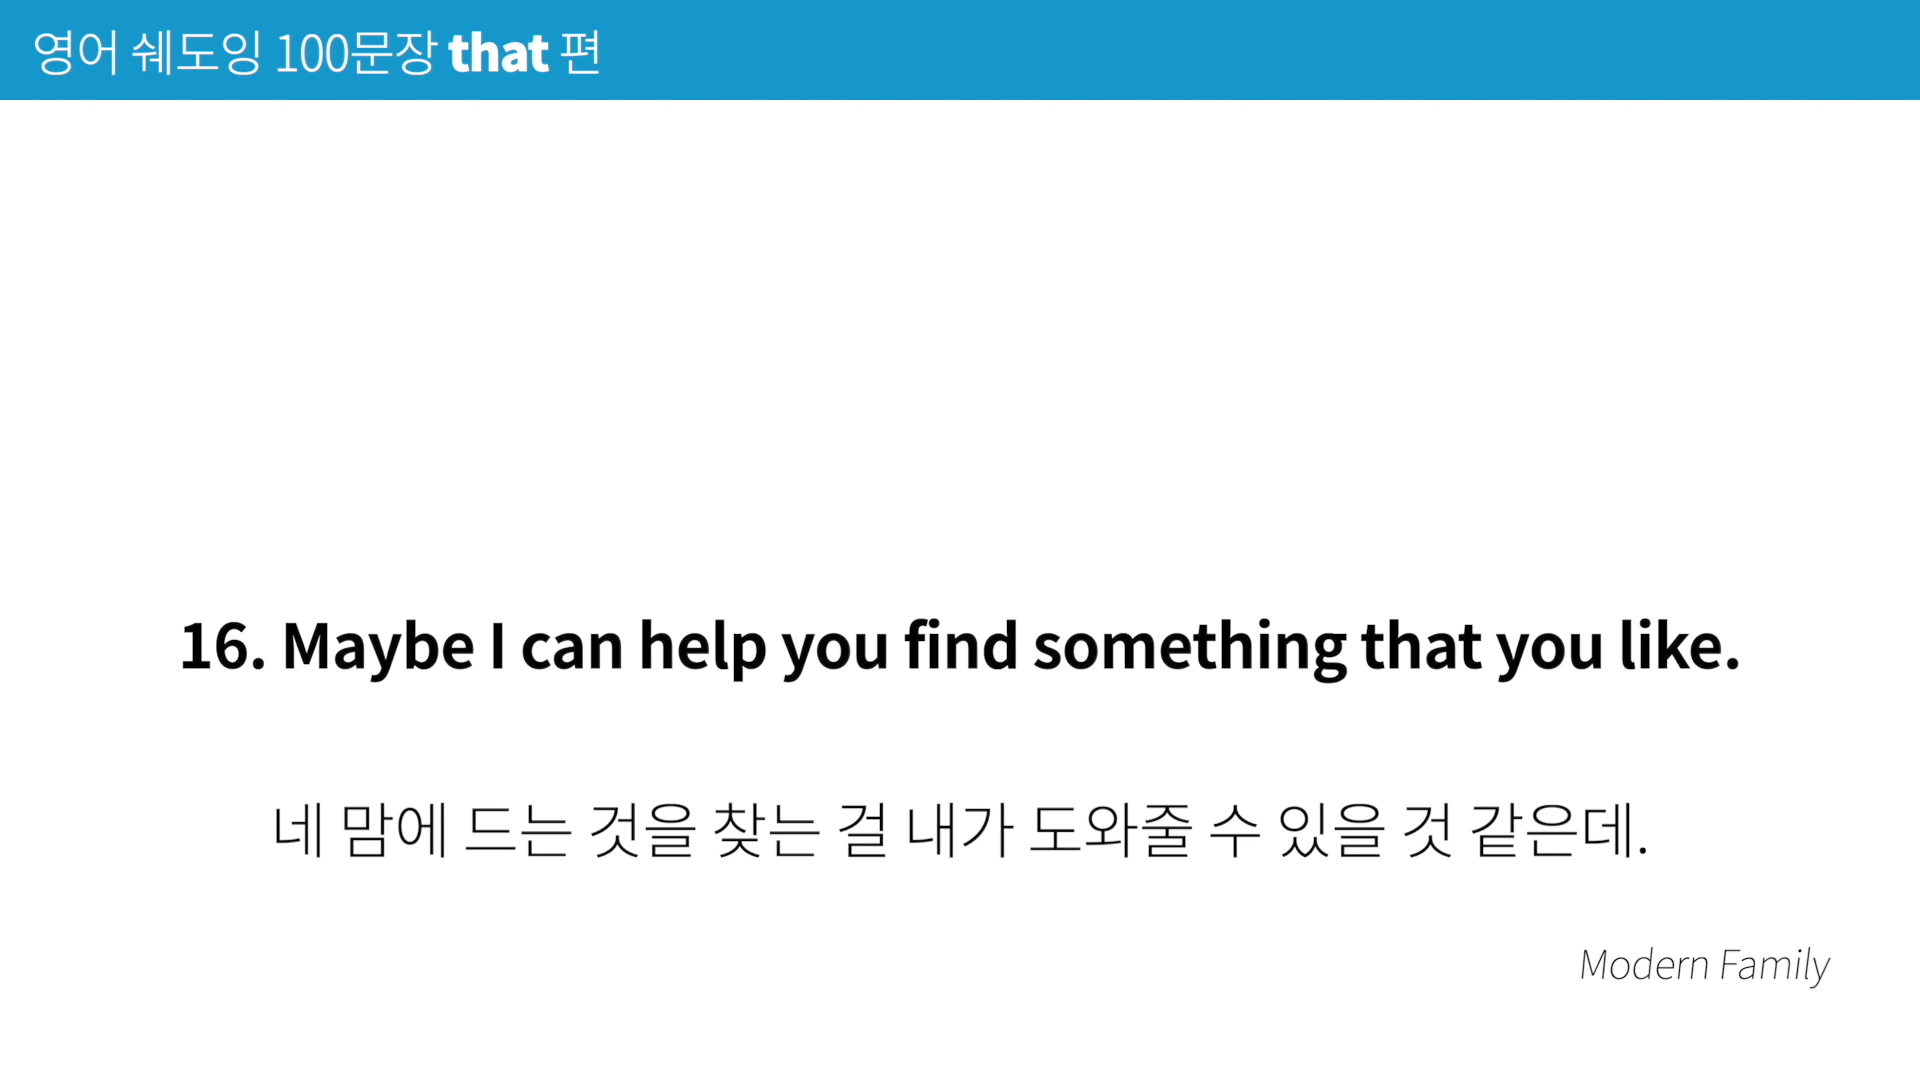 영어 쉐도잉 100문장 that 편
16. Maybe I can help you find something that you like.
네 맘에 드는 것을 찾는 걸 내가 도와줄 수 있을 것 같은데.
Modern Family